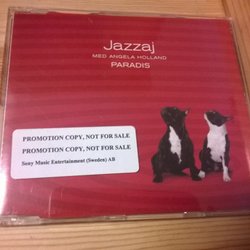 Jazzaj
MED ANGELA HOLLAND
PARADIS
PROMOTION COPY, NOT FOR SALE
PROMOTION COPY, NOT FOR SALE
Sony Music Entertainment (Sweden) AB